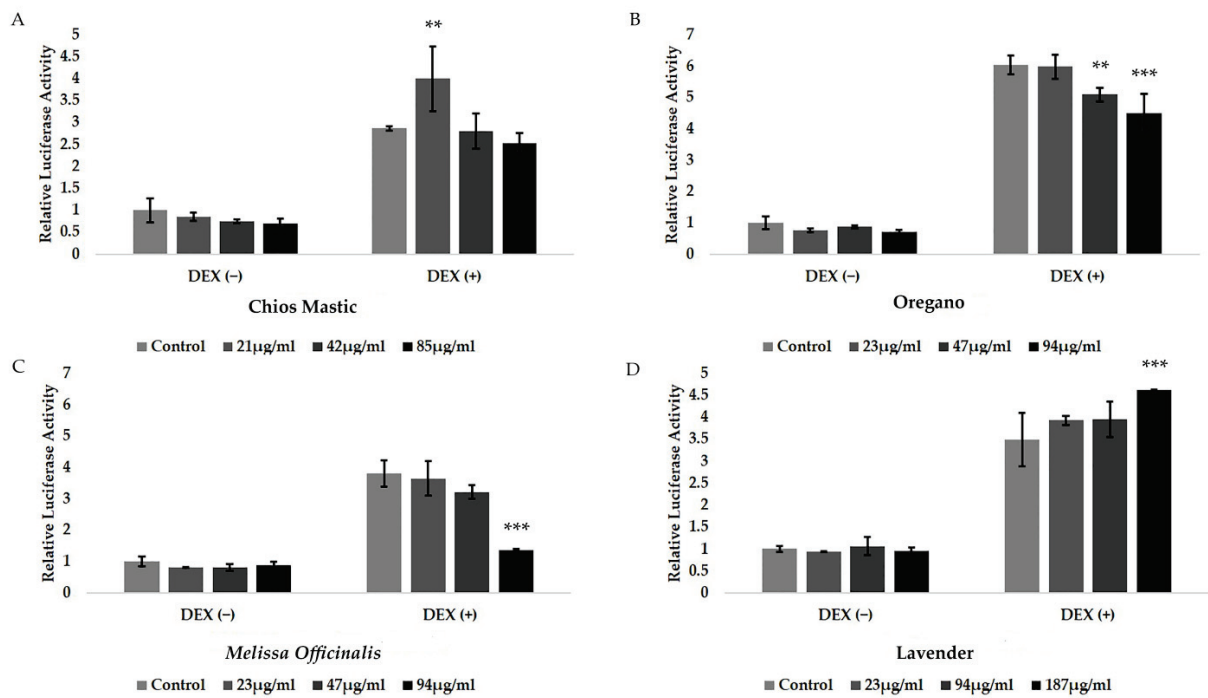 A
Relative Luciferase Activity
5
4.5
4
3.5
3
2.5
2
1.5
1
0.5
0
**
DEX (−) DEX (+)
Chios Mastic
Control 21µg/ml 42µg/ml 85µg/ml
B
Relative Luciferase Activity
7
6
5
4
3
2
1
0
** ***
DEX (−) DEX (+)
Oregano
Control 23µg/ml 47µg/ml 94µg/ml
C
Relative Luciferase Activity
7
6
5
4
3
2
1
0
***
DEX (−) DEX (+)
Melissa Officinalis
Control 23µg/ml 47µg/ml 94µg/ml
D
Relative Luciferase Activity
5
4.5
4
3.5
3
2.5
2
1.5
1
0.5
0
***
DEX (−) DEX (+)
Lavender
Control 23µg/ml 94µg/ml 187µg/ml